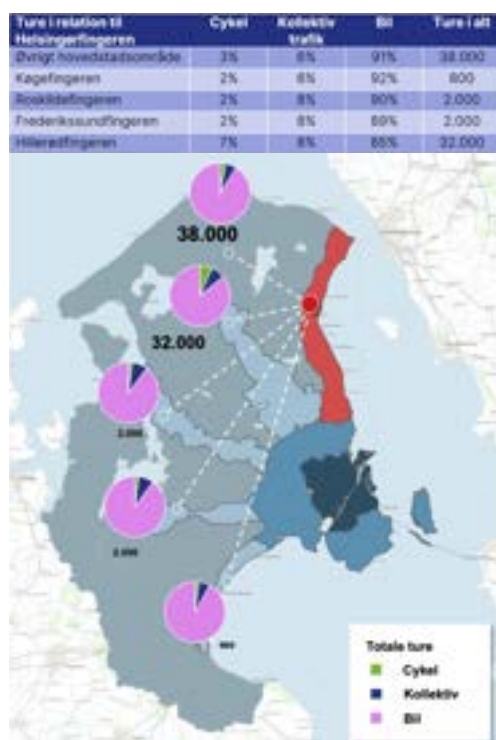 Ture i relation til Helsingørfingeren Cykel Kollektiv trafik Bil Ture i alt
Øvrigt hovedstadsområde 3% 6% 91% 38.000
Køgefingeren 2% 6% 92% 800
Roskildefingeren 2% 8% 90% 2.000
Frederikssundfingeren 2% 8% 89% 2.000
Hillerødfingeren 7% 8% 85% 32.000
38.000
32.000
2.000
2.000
Totale ture
Cykel
Kollektiv
Bil